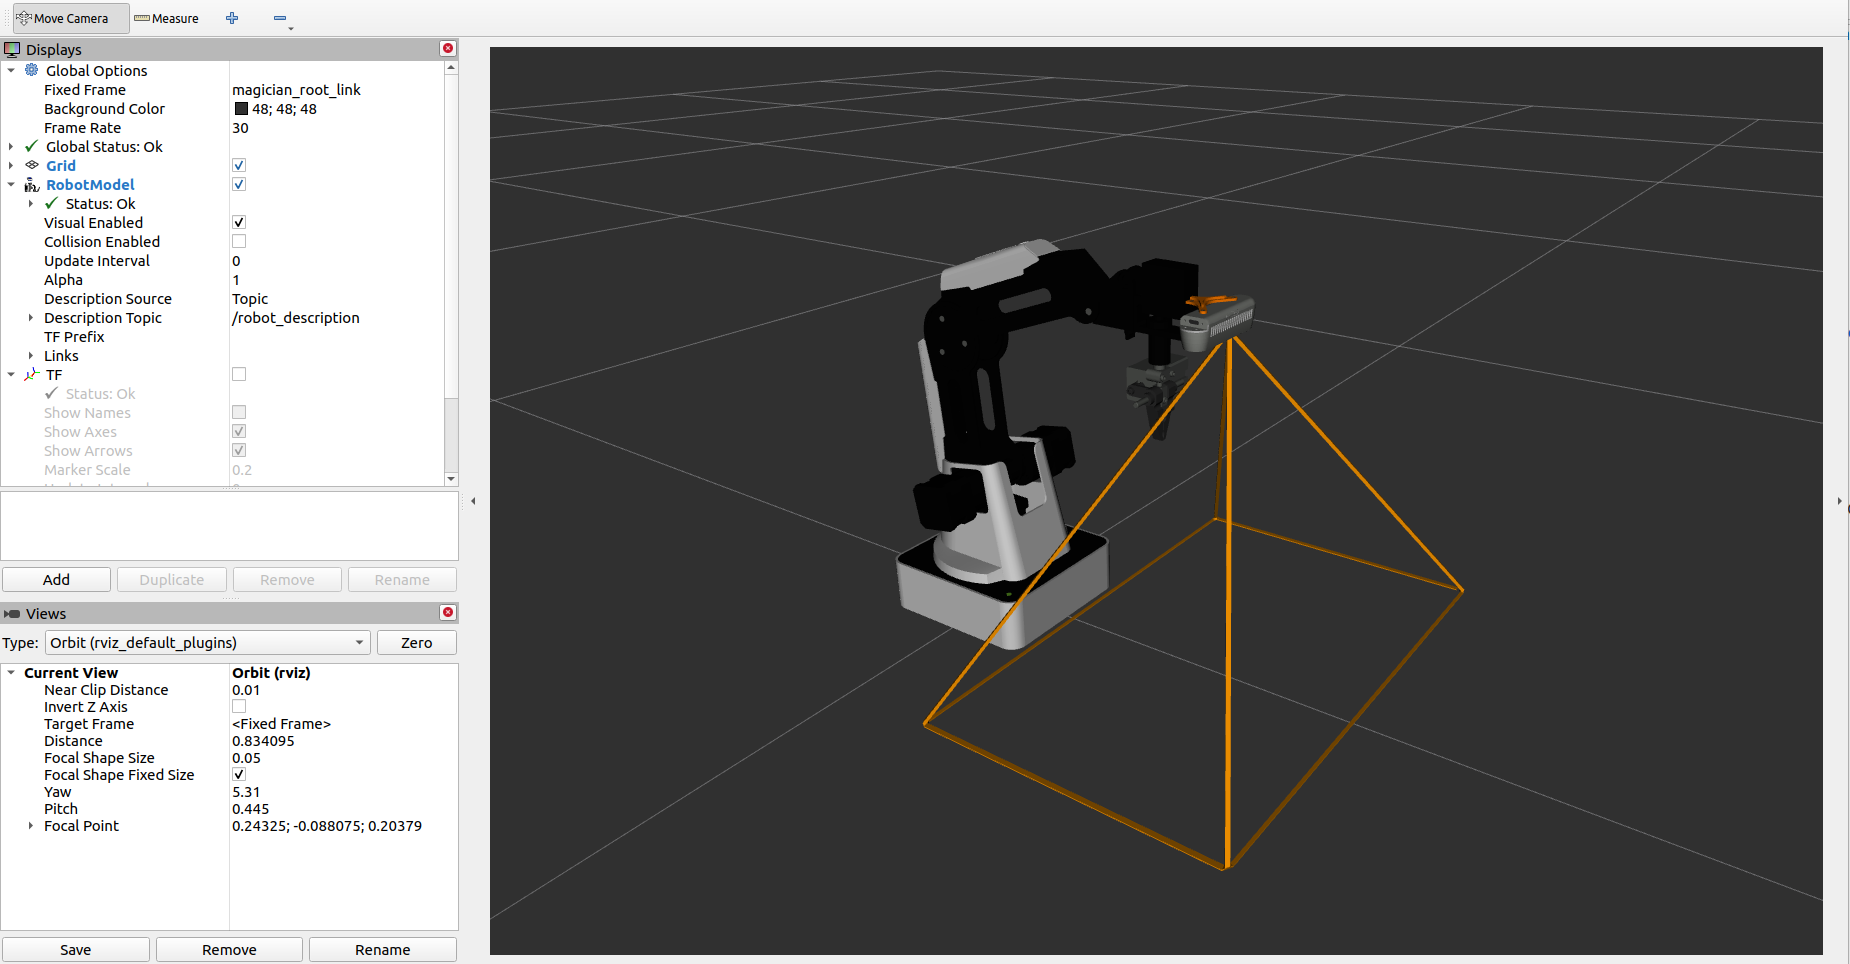 Move Camera Measure
Displays
Global Options
Fixed Frame magician_root_link
Background Color 48; 48; 48
Frame Rate 30
Global Status: Ok
Grid
RobotModel
Status: Ok
Visual Enabled
Collision Enabled
Update Interval 0
Alpha 1
Description Source Topic
Description Topic /robot_description
TF Prefix
Links
TF
Status: Ok
Show Names
Show Axes
Show Arrows
Marker Scale 0.2
Add Duplicate Remove Rename
Views
Type: Orbit (rviz_default_plugins) Zero
Current View Orbit (rviz)
Near Clip Distance 0.01
Invert Z Axis
Target Frame <Fixed Frame>
Distance 0.834095
Focal Shape Size 0.05
Focal Shape Fixed Size
Yaw 5.31
Pitch 0.445
Focal Point 0.24325; -0.088075; 0.20379
Save Remove Rename